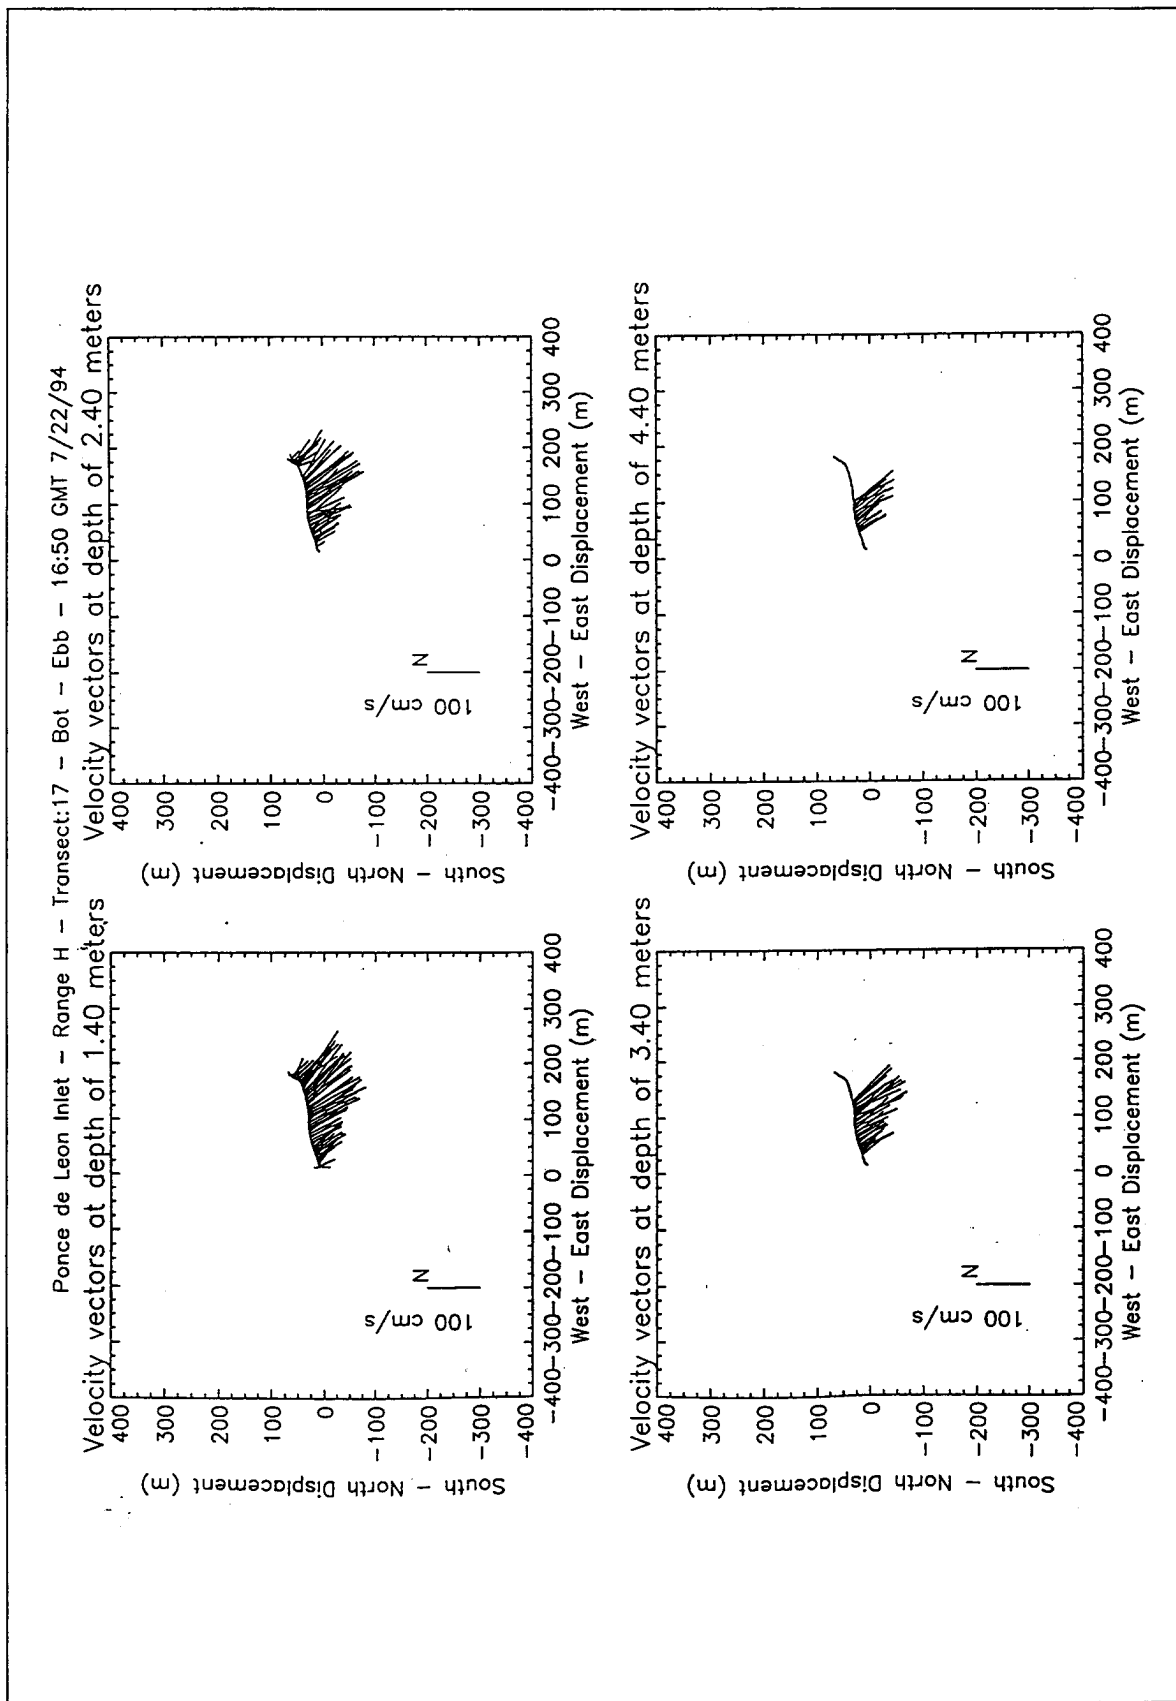 Ponce de Leon Inlet – Range H – Transect:17 – Bot – Ebb – 16:50 GMT 7/22/94
Velocity vectors at depth of 1.40 meters
400
300
200
100
0
-100
-200
-300
-400
South – North Displacement (m)
N
100 cm/s
-400-300-200-100 0 100 200 300 400
West – East Displacement (m)
Velocity vectors at depth of 2.40 meters
400
300
200
100
0
-100
-200
-300
-400
South – North Displacement (m)
N
100 cm/s
-400-300-200-100 0 100 200 300 400
West – East Displacement (m)
Velocity vectors at depth of 3.40 meters
400
300
200
100
0
-100
-200
-300
-400
South – North Displacement (m)
N
100 cm/s
-400-300-200-100 0 100 200 300 400
West – East Displacement (m)
Velocity vectors at depth of 4.40 meters
400
300
200
100
0
-100
-200
-300
-400
South – North Displacement (m)
N
100 cm/s
-400-300-200-100 0 100 200 300 400
West – East Displacement (m)